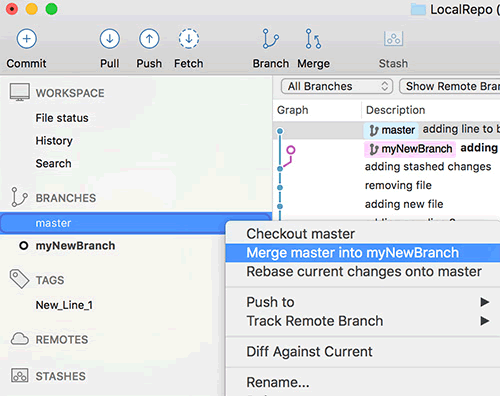 LocalRepo (
Commit Pull Push Fetch Branch Merge Stash
All Branches Show Remote Bran
Graph Description
WORKSPACE
File status
History
Search
BRANCHES
master
myNewBranch
TAGS
New_Line_1
REMOTES
STASHES
master adding line to b
myNewBranch adding
adding stashed changes
removing file
adding new file
Checkout master
Merge master into myNewBranch
Rebase current changes onto master
Push to
Track Remote Branch
Diff Against Current
Rename...